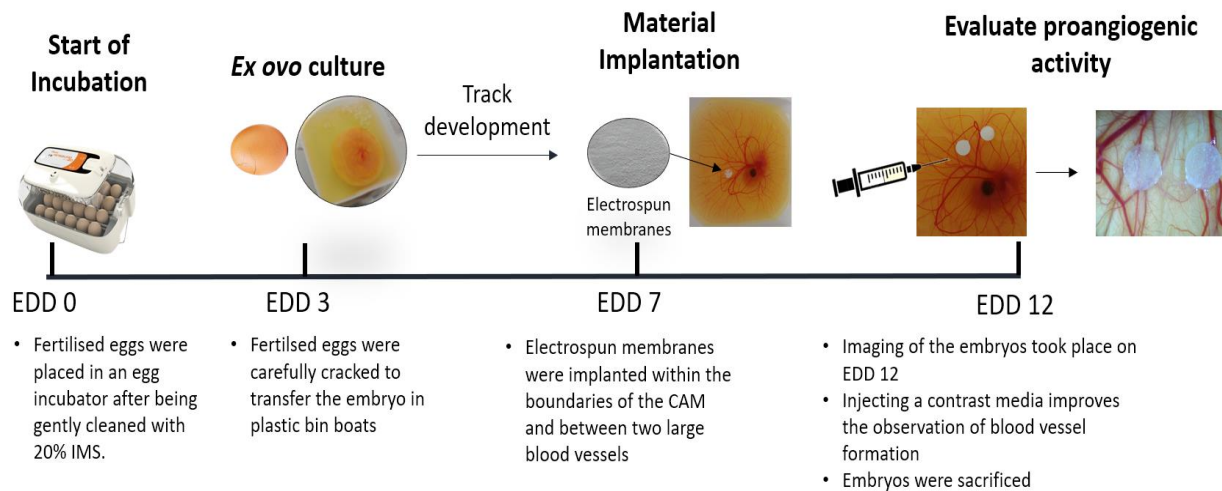 Start of
Incubation
Ex ovo culture
Track
development
Material
Implantation
Electrospun
membranes
Evaluate proangiogenic
activity
EDD 0
• Fertilised eggs were
placed in an egg
incubator after being
gently cleaned with
20% IMS.
EDD 3
• Fertilsed eggs were
carefully cracked to
transfer the embryo in
plastic bin boats
EDD 7
• Electrospun membranes
were implanted within the
boundaries of the CAM
and between two large
blood vessels
EDD 12
• Imaging of the embryos took place on
EDD 12
• Injecting a contrast media improves
the observation of blood vessel
formation
• Embryos were sacrificed